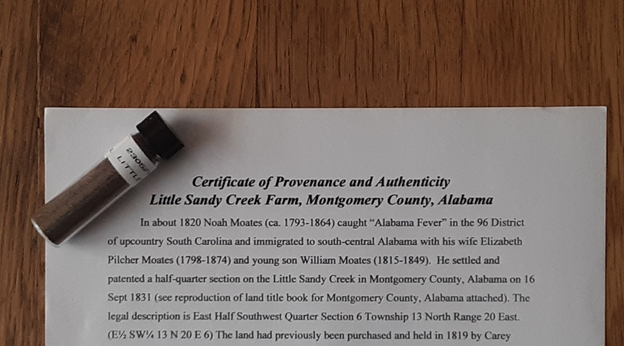 2305
LITTL
Certificate of Provenance and Authenticity
Little Sandy Creek Farm, Montgomery County, Alabama
In about 1820 Noah Moates (ca. 1793-1864) caught “Alabama Fever” in the 96 District
of upcountry South Carolina and immigrated to south-central Alabama with his wife Elizabeth
Pilcher Moates (1798-1874) and young son William Moates (1815-1849). He settled and
patented a half-quarter section on the Little Sandy Creek in Montgomery County, Alabama on 16
Sept 1831 (see reproduction of land title book for Montgomery County, Alabama attached). The
legal description is East Half Southwest Quarter Section 6 Township 13 North Range 20 East.
(E½ SW¼ 13 N 20 E 6) The land had previously been purchased and held in 1819 by Carey